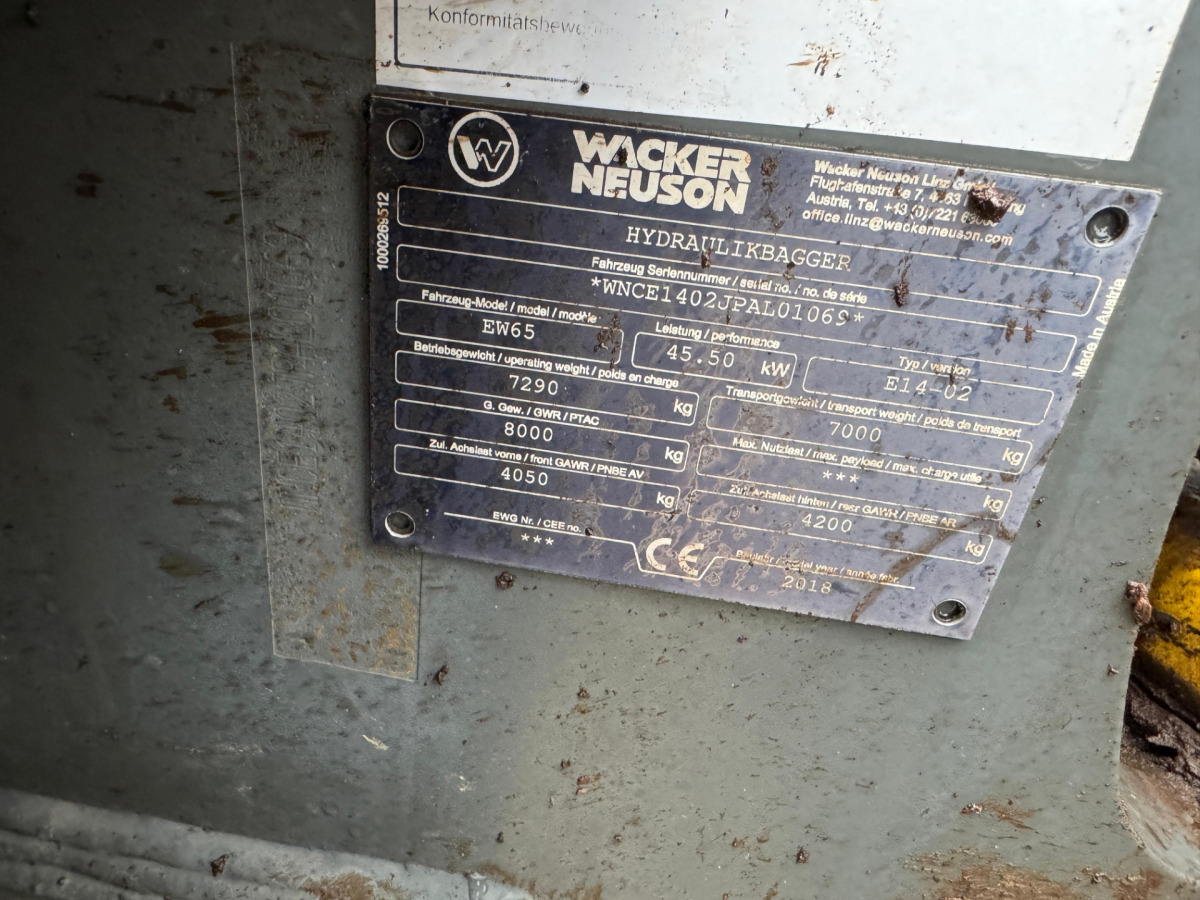 Konformitätsbewe
WACKER
NEUSON
Wacker Neuson Linz
Flughafenstraße 7,
Austria, Tel. +43 (0)7221
office.linz@wackerneuson.com
1000269512
HYDRAULIKBAGGER
Fahrzeug Seriennummer / serial no. / no. de série
*WNCE1402JPAL01069*
Made in Austria
Fahrzeug-Model / model / modèle
EW65
Leistung / performance
45.50 kW
Typ / version
E14-02
Betriebsgewicht / operating weight / poids en charge
7290 kg
Transportgewicht / transport weight / poids de transport
7000 kg
G. Gew. / GWR / PTAC
8000 kg
Max. Nutzlast / max. payload / max. charge utile
*** kg
Zul. Achslast vorne / front GAWR / PNBE AV
4050 kg
Zul. Achslast hinten / rear GAWR / PNBE AR
4200 kg
EWG Nr. / CEE no.
***
CE
Baujahr / model year / année fabr.
2018